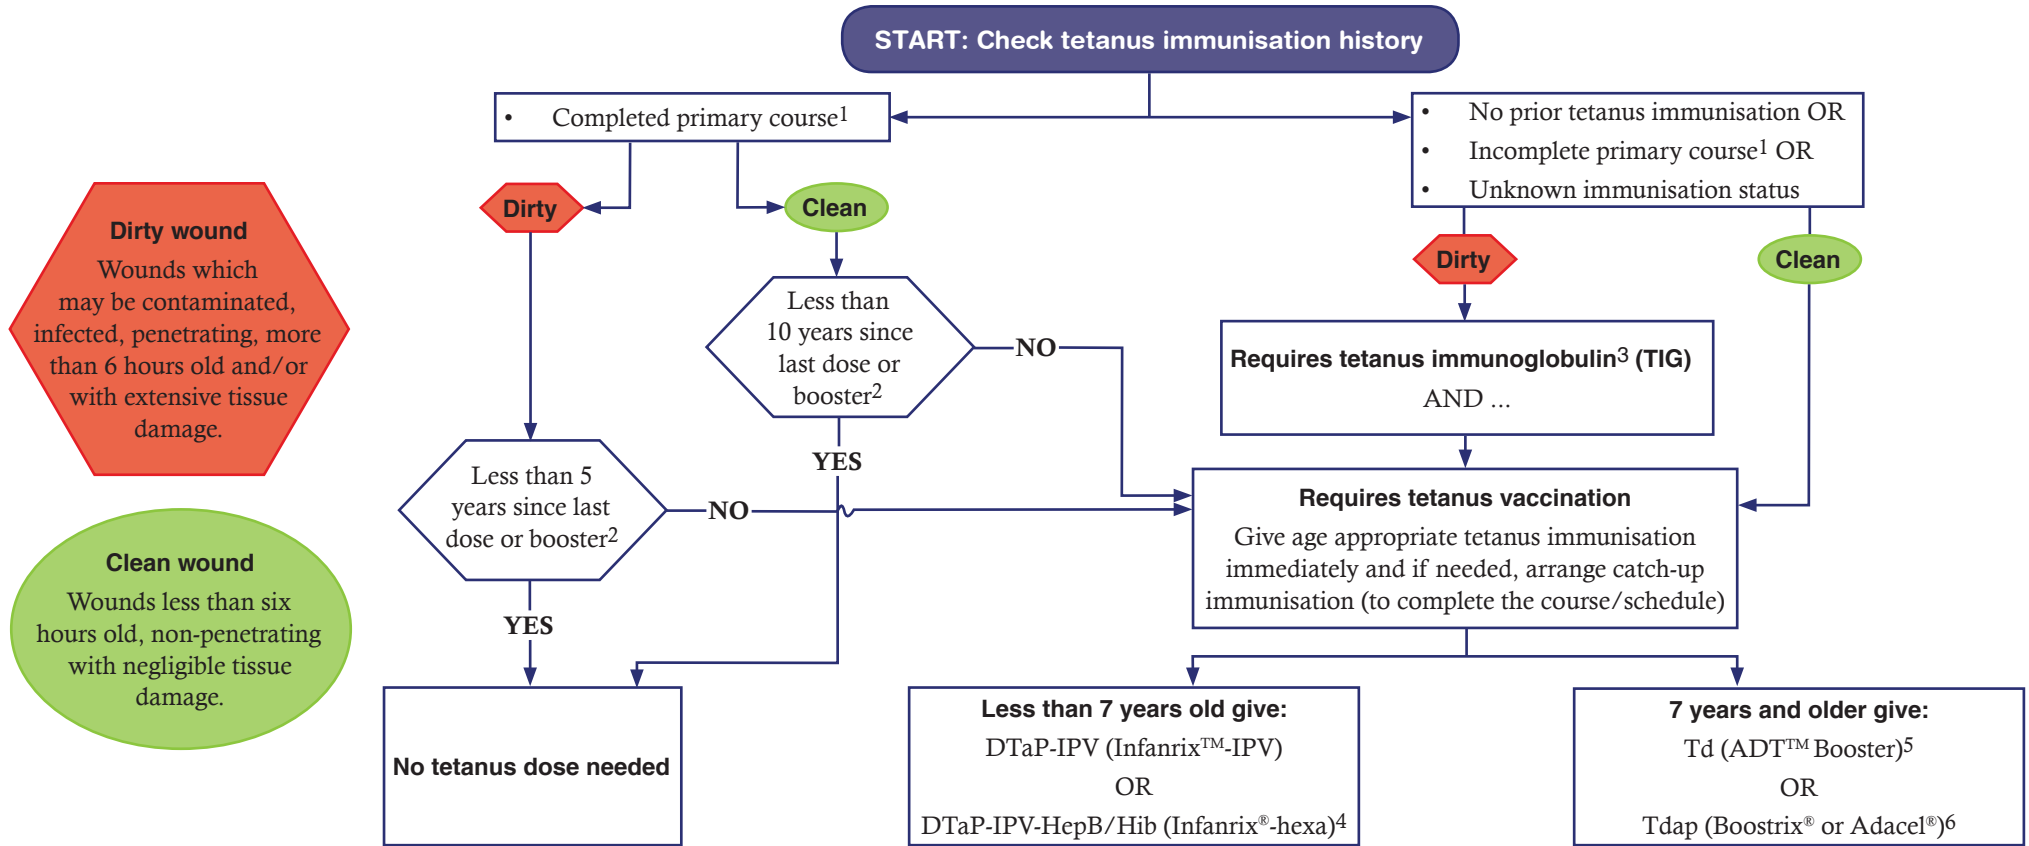 START: Check tetanus immunisation history
• Completed primary course1
• No prior tetanus immunisation OR
• Incomplete primary course1 OR
• Unknown immunisation status
Dirty wound
Wounds which
may be contaminated,
infected, penetrating, more
than 6 hours old and/or
with extensive tissue
damage.
Clean wound
Wounds less than six
hours old, non-penetrating
with negligible tissue
damage.
Dirty
Clean
Dirty
Clean
Less than
10 years since
last dose or
booster2
NO
YES
Less than 5
years since last
dose or booster2
NO
YES
Requires tetanus immunoglobulin3 (TIG)
AND ...
Requires tetanus vaccination
Give age appropriate tetanus immunisation
immediately and if needed, arrange catch-up
immunisation (to complete the course/schedule)
No tetanus dose needed
Less than 7 years old give:
DTaP-IPV (Infanrix™-IPV)
OR
DTaP-IPV-HepB/Hib (Infanrix®-hexa)4
7 years and older give:
Td (ADT™ Booster)5
OR
Tdap (Boostrix® or Adacel®)6